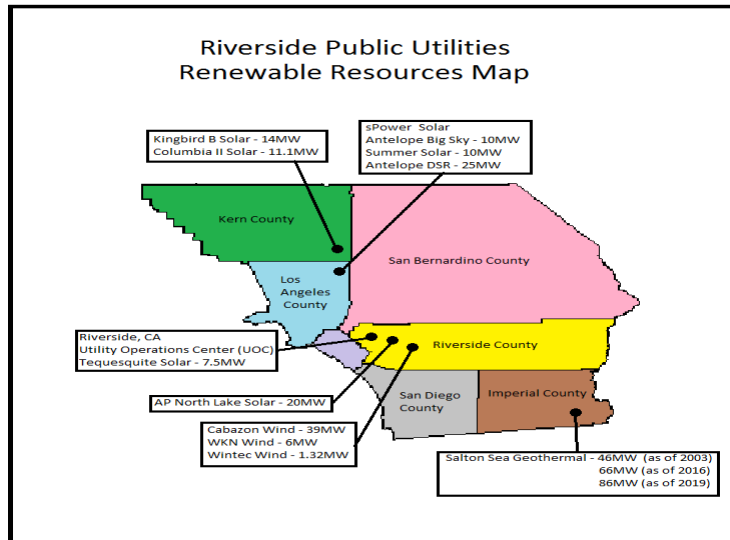 Riverside Public Utilities
Renewable Resources Map
sPower Solar
Antelope Big Sky - 10MW
Summer Solar - 10MW
Antelope DSR - 25MW
Kingbird B Solar - 14MW
Columbia II Solar - 11.1MW
Kern County
San Bernardino County
Los
Angeles
County
Riverside, CA
Utility Operations Center (UOC)
Tequesquite Solar - 7.5MW
Riverside County
AP North Lake Solar - 20MW
San Diego
County
Imperial County
Cabazon Wind - 39MW
WKN Wind - 6MW
Wintec Wind - 1.32MW
Salton Sea Geothermal - 46MW (as of 2003)
66MW (as of 2016)
86MW (as of 2019)